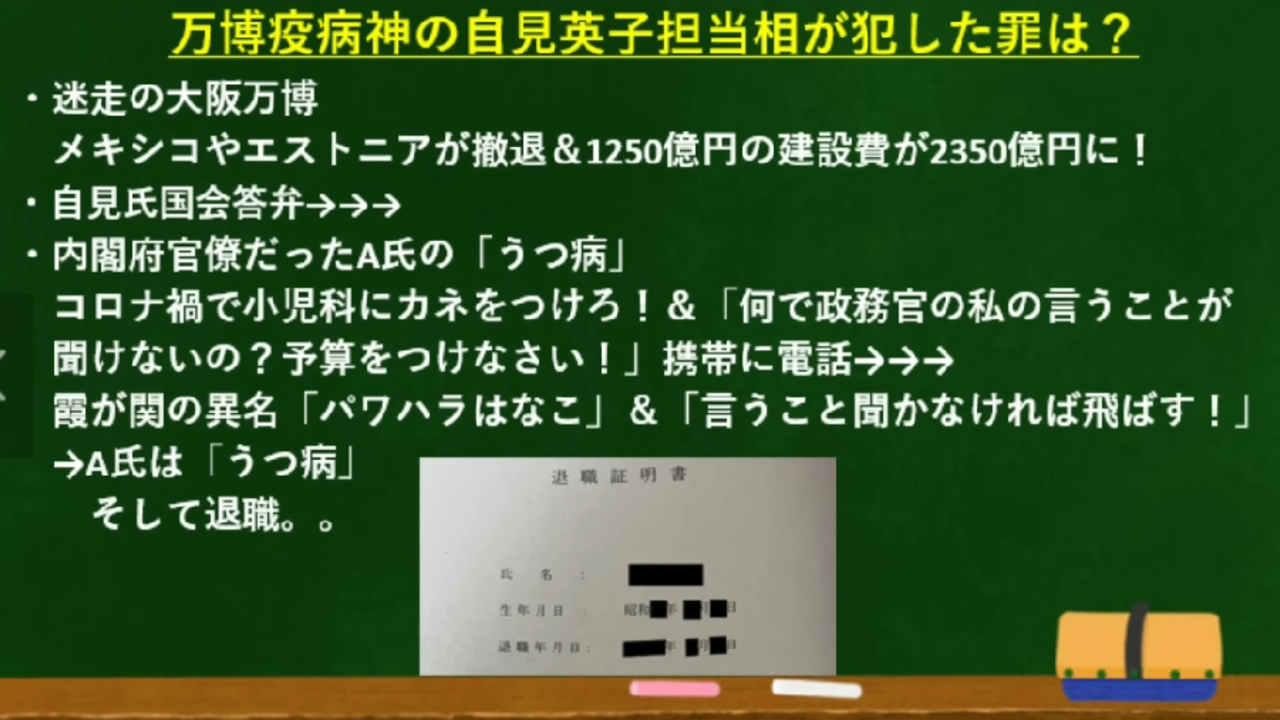 万博疫病神の自見英子担当相が犯した罪は？
・迷走の大阪万博
メキシコやエストニアが撤退＆1250億円の建設費が2350億円に！
・自見氏国会答弁→→→
・内閣府官僚だったA氏の「うつ病」
コロナ禍で小児科にカネをつけろ！＆「何で政務官の私の言うことが
聞けないの？予算をつけなさい！」携帯に電話→→→
霞が関の異名「パワハラはなこ」＆「言うこと聞かなければ飛ばす！」
→A氏は「うつ病」
そして退職。。
退職証明書
氏名：
生年月日：昭和 年 月 日
退職年月日： 年 月 日